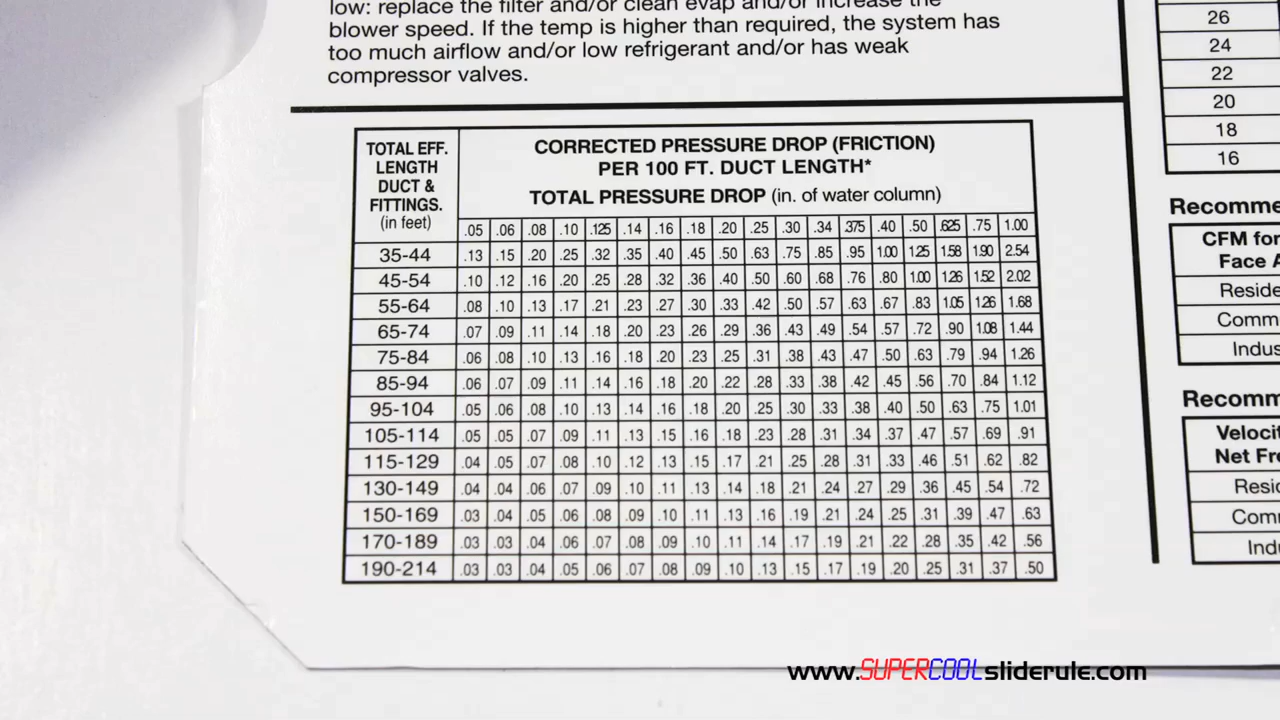 low: replace the filter and/or clean evap and/or increase the
blower speed. If the temp is higher than required, the system has
too much airflow and/or low refrigerant and/or has weak
compressor valves.
TOTAL EFF.
LENGTH
DUCT &
FITTINGS.
(in feet)
CORRECTED PRESSURE DROP (FRICTION)
PER 100 FT. DUCT LENGTH*
TOTAL PRESSURE DROP (in. of water column)
.05 .06 .08 .10 .125 .14 .16 .18 .20 .25 .30 .34 .375 .40 .50 .625 .75 1.00
35-44 .13 .15 .20 .25 .32 .35 .40 .45 .50 .63 .75 .85 .95 1.00 1.25 1.58 1.90 2.54
45-54 .10 .12 .16 .20 .25 .28 .32 .36 .40 .50 .60 .68 .76 .80 1.00 1.26 1.52 2.02
55-64 .08 .10 .13 .17 .21 .23 .27 .30 .33 .42 .50 .57 .63 .67 .83 1.05 1.26 1.68
65-74 .07 .09 .11 .14 .18 .20 .23 .26 .29 .36 .43 .49 .54 .57 .72 .90 1.08 1.44
75-84 .06 .08 .10 .13 .16 .18 .20 .23 .25 .31 .38 .43 .47 .50 .63 .79 .94 1.26
85-94 .06 .07 .09 .11 .14 .16 .18 .20 .22 .28 .33 .38 .42 .45 .56 .70 .84 1.12
95-104 .05 .06 .08 .10 .13 .14 .16 .18 .20 .25 .30 .33 .38 .40 .50 .63 .75 1.01
105-114 .05 .05 .07 .09 .11 .13 .15 .16 .18 .23 .28 .31 .34 .37 .47 .57 .69 .91
115-129 .04 .05 .07 .08 .10 .12 .13 .15 .17 .21 .25 .28 .31 .33 .46 .51 .62 .82
130-149 .04 .04 .06 .07 .09 .10 .11 .13 .14 .18 .21 .24 .27 .29 .36 .45 .54 .72
150-169 .03 .04 .05 .06 .08 .09 .10 .11 .13 .16 .19 .21 .24 .25 .31 .39 .47 .63
170-189 .03 .03 .04 .06 .07 .08 .09 .10 .11 .14 .17 .19 .21 .22 .28 .35 .42 .56
190-214 .03 .03 .04 .05 .06 .07 .08 .09 .10 .13 .15 .17 .19 .20 .25 .31 .37 .50
26
24
22
20
18
16
Recomme
CFM for
Face A
Reside
Comm
Indus
Recomm
Velocit
Net Fre
Resid
Comm
Indu
www.SUPERCOOLsliderule.com